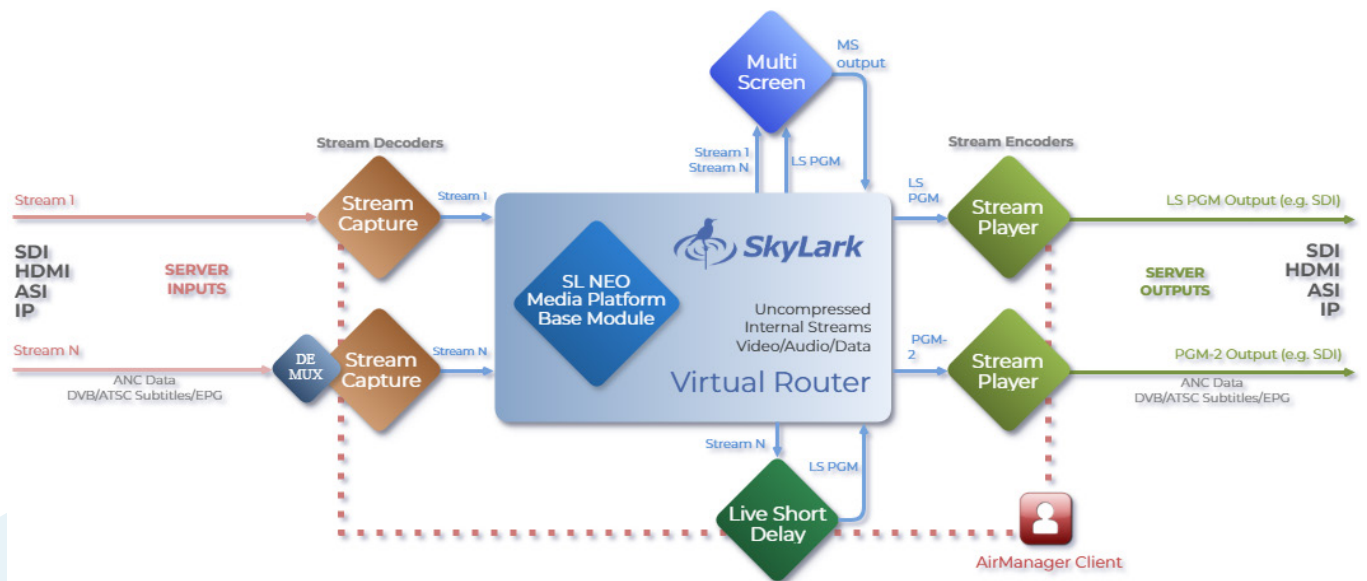 Multi
Screen
MS
output
Stream Decoders
Stream Encoders
Stream 1
Stream N
LS PGM
Stream 1
Stream
Capture
Stream 1
LS
PGM
Stream
Player
LS PGM Output (e.g. SDI)
SkyLark
SDI
HDMI
ASI
IP
SERVER
INPUTS
SL NEO
Media Platform
Base Module
Uncompressed
Internal Streams
Video/Audio/Data
Virtual Router
SERVER
OUTPUTS
SDI
HDMI
ASI
IP
Stream N
DE
MUX
Stream
Capture
Stream N
PGM-
2
Stream
Player
PGM-2 Output (e.g. SDI)
ANC Data
DVB/ATSC Subtitles/EPG
ANC Data
DVB/ATSC Subtitles/EPG
Stream N
LS PGM
Live Short
Delay
AirManager Client